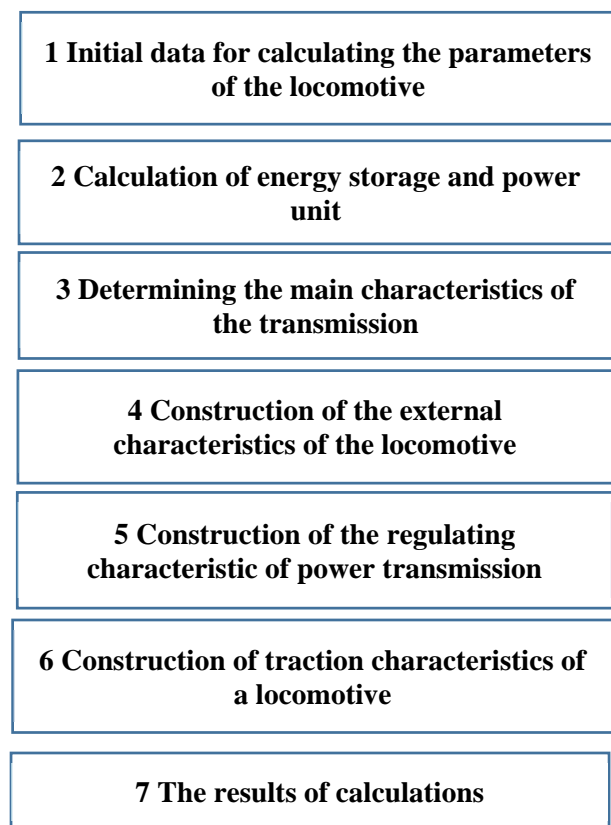 1 Initial data for calculating the parameters
of the locomotive
2 Calculation of energy storage and power
unit
3 Determining the main characteristics of
the transmission
4 Construction of the external
characteristics of the locomotive
5 Construction of the regulating
characteristic of power transmission
6 Construction of traction characteristics of
a locomotive
7 The results of calculations